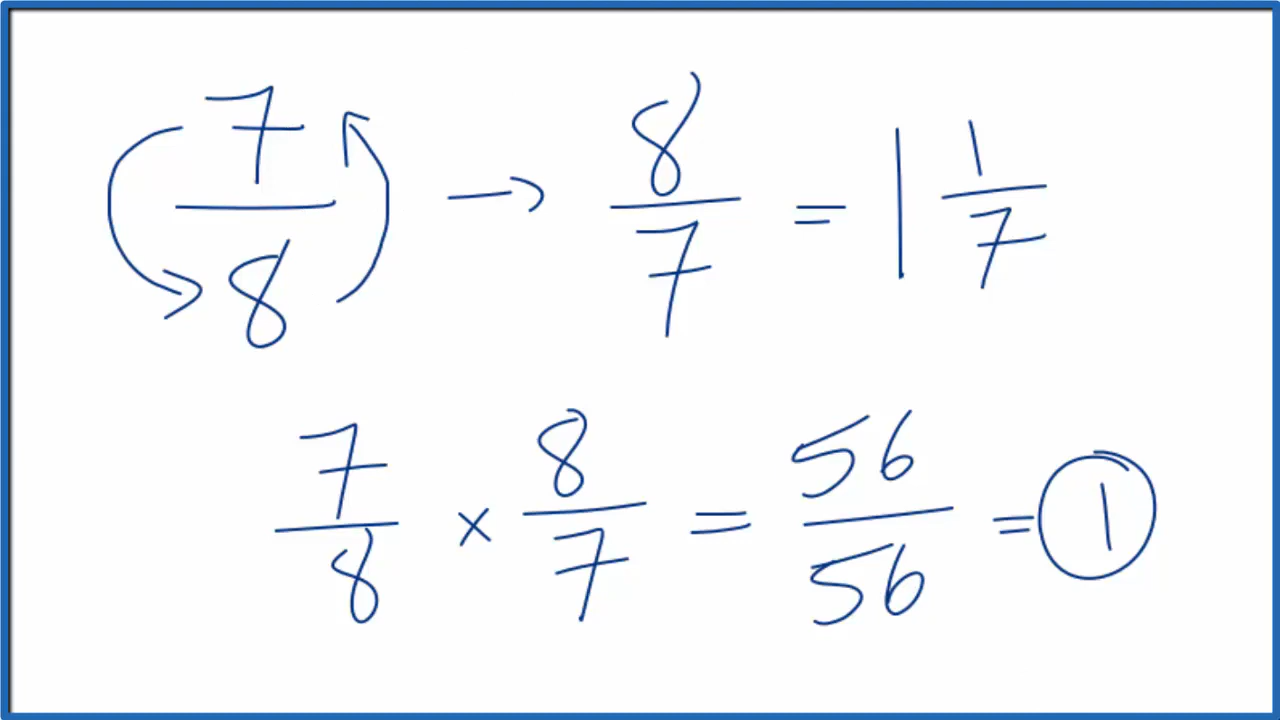 7/8 → 8/7 = 1 1/7
7/8 × 8/7 = 56/56 = 1